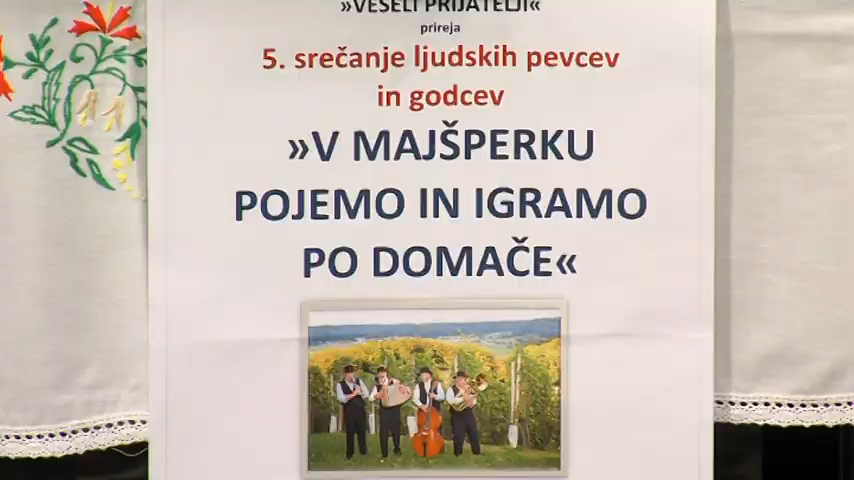 »VESELI PRIJATELJI«
prireja
5. srečanje ljudskih pevcev
in godcev
»V MAJŠPERKU
POJEMO IN IGRAMO
PO DOMAČE«